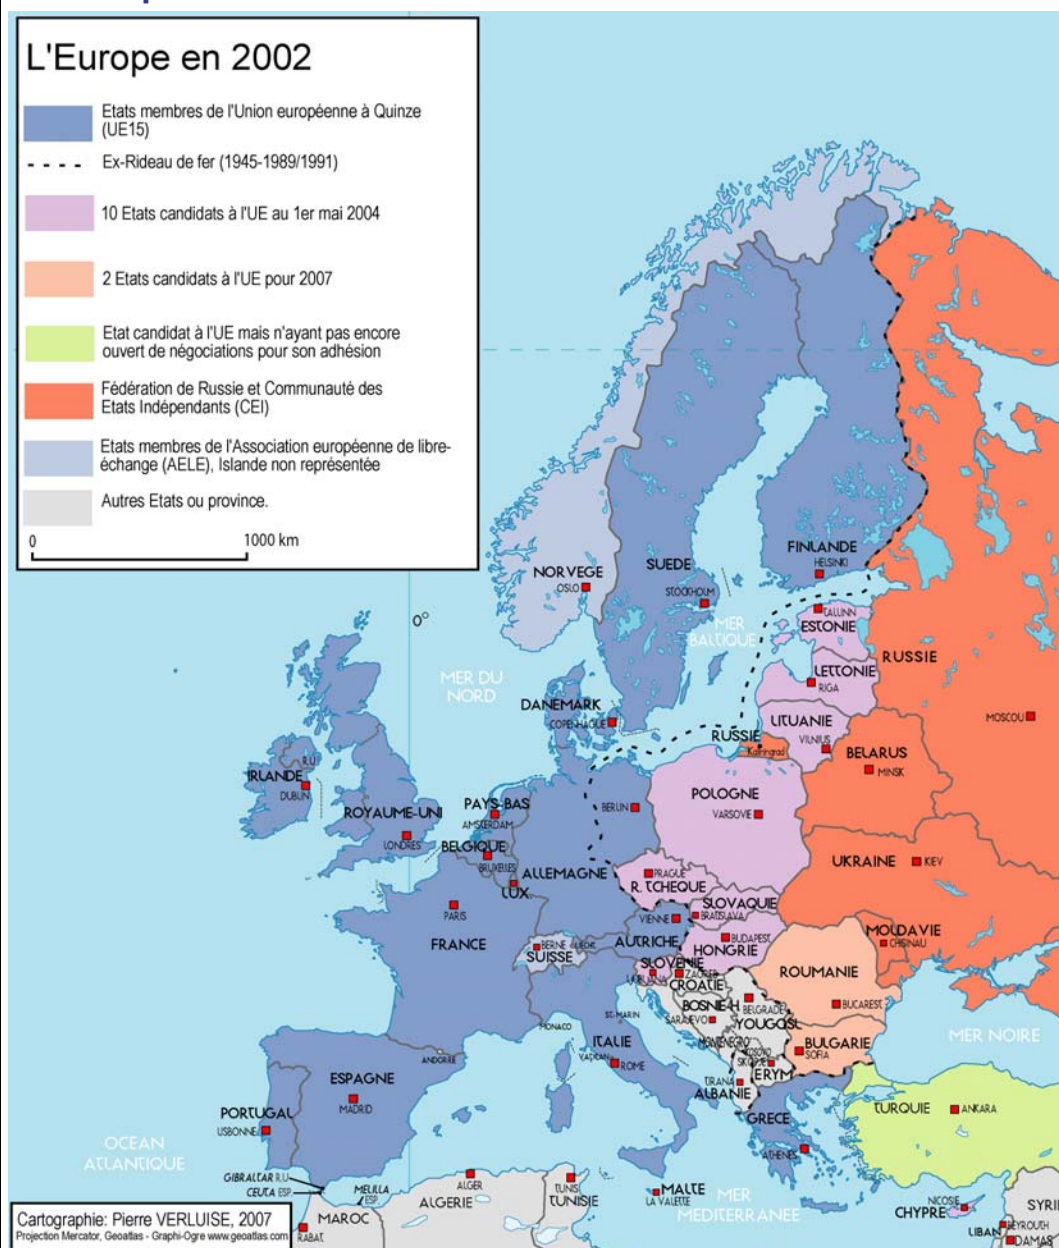 L'Europe en 2002
Etats membres de l'Union européenne à Quinze
(UE15)
Ex-Rideau de fer (1945-1989/1991)
10 Etats candidats à l'UE au 1er mai 2004
2 Etats candidats à l'UE pour 2007
Etat candidat à l'UE mais n'ayant pas encore
ouvert de négociations pour son adhésion
Fédération de Russie et Communauté des
Etats Indépendants (CEI)
Etats membres de l'Association européenne de libre-
échange (AELE), Islande non représentée
Autres Etats ou province.
0 1000 km
0°
NORVEGE
OSLO
SUEDE
STOCKHOLM
FINLANDE
HELSINKI
MER
BALTIQUE
TALLINN
ESTONIE
LETTONIE
RIGA
RUSSIE
MOSCOU
LITUANIE
VILNIUS
RUSSIE
Kaliningrad
BELARUS
MINSK
MER DU
NORD
DANEMARK
COPENHAGUE
R.U
IRLANDE
DUBLIN
ROYAUME-UNI
LONDRES
PAYS-BAS
AMSTERDAM
BELGIQUE
BRUXELLES
LUX.
ALLEMAGNE
BERLIN
POLOGNE
VARSOVIE
UKRAINE
KIEV
PRAGUE
R. TCHEQUE
SLOVAQUIE
BRATISLAVA
PARIS
FRANCE
VIENNE
AUTRICHE
BUDAPEST
HONGRIE
MOLDAVIE
CHISINAU
BERNE
LIECHT.
SUISSE
SLOVENIE
LJUBLJANA
ZAGREB
CROATIE
ROUMANIE
BUCAREST
BOSNIE-H
SARAJEVO
BELGRADE
YOUGOSL
MONTENEGRO
KOSOVO
SKOPJE
ERYM
BULGARIE
SOFIA
MER NOIRE
MONACO
ST-MARIN
ITALIE
VATICAN
ROME
ANDORRE
TIRANA
ALBANIE
GRECE
ATHENES
TURQUIE
ANKARA
ESPAGNE
MADRID
PORTUGAL
LISBONNE
OCEAN
ATLANTIQUE
GIBRALTAR R.U
CEUTA ESP.
MELILLA
ESP.
MAROC
RABAT
ALGER
ALGERIE
TUNIS
TUNISIE
MALTE
LA VALETTE
MER
MEDITERRANEE
NICOSIE
CHYPRE
SYRI
LIBAN
BEYROUTH
DAMAS
Cartographie: Pierre VERLUISE, 2007
Projection Mercator, Geoatlas - Graphi-Ogre www.geoatlas.com